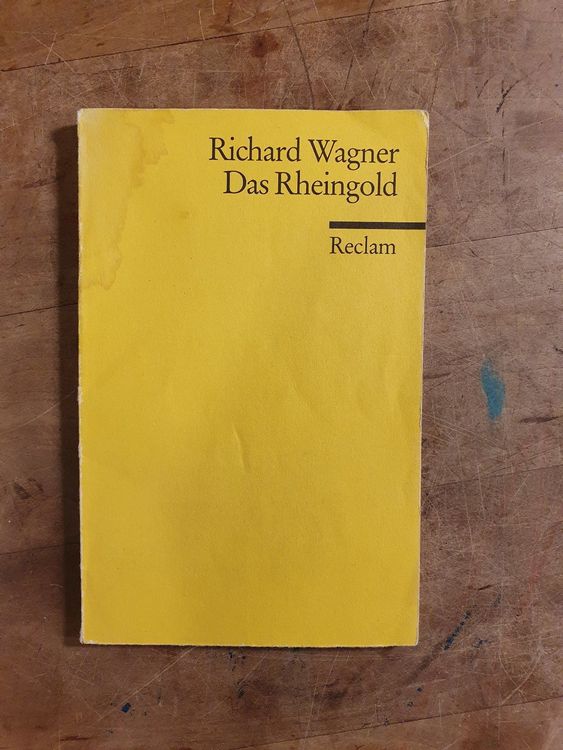 Richard Wagner
Das Rheingold
Reclam